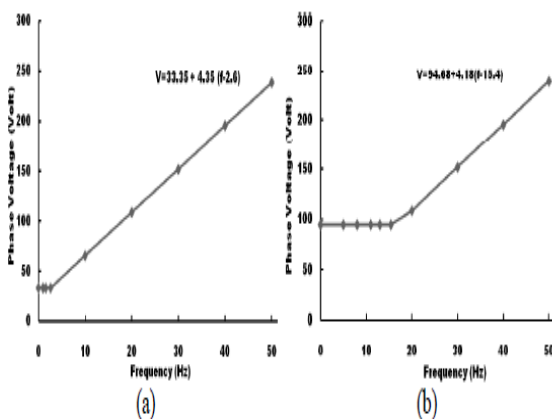 300
250
200
150
100
50
0
Phase Voltage (Volt)
V=33.35 + 4.35 (f-2.6)
0 10 20 30 40 50
Frequency (Hz)
(a)
300
250
200
150
100
50
0
Phase Voltage (Volt)
V=94.68+4.18(f-15.4)
0 10 20 30 40 50
Frequency (Hz)
(b)